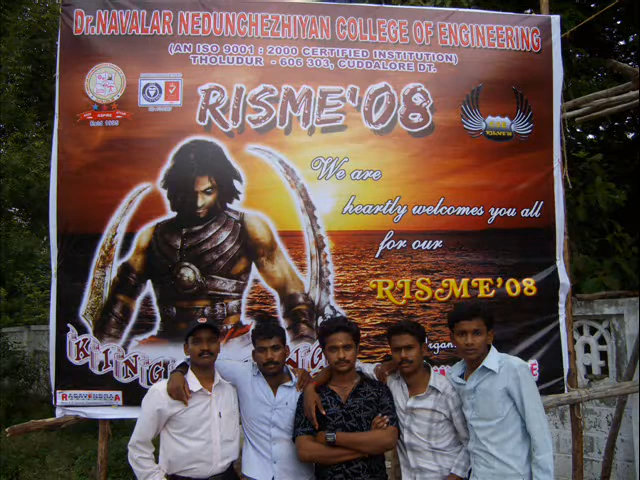 Dr.NAVALAR NEDUNCHEZHIYAN COLLEGE OF ENGINEERING
(AN ISO 9001 : 2000 CERTIFIED INSTITUTION)
THOLUDUR - 606 303, CUDDALORE DT.
RISME'08
We are
heartly welcomes you all
for our
RISME'08
KING